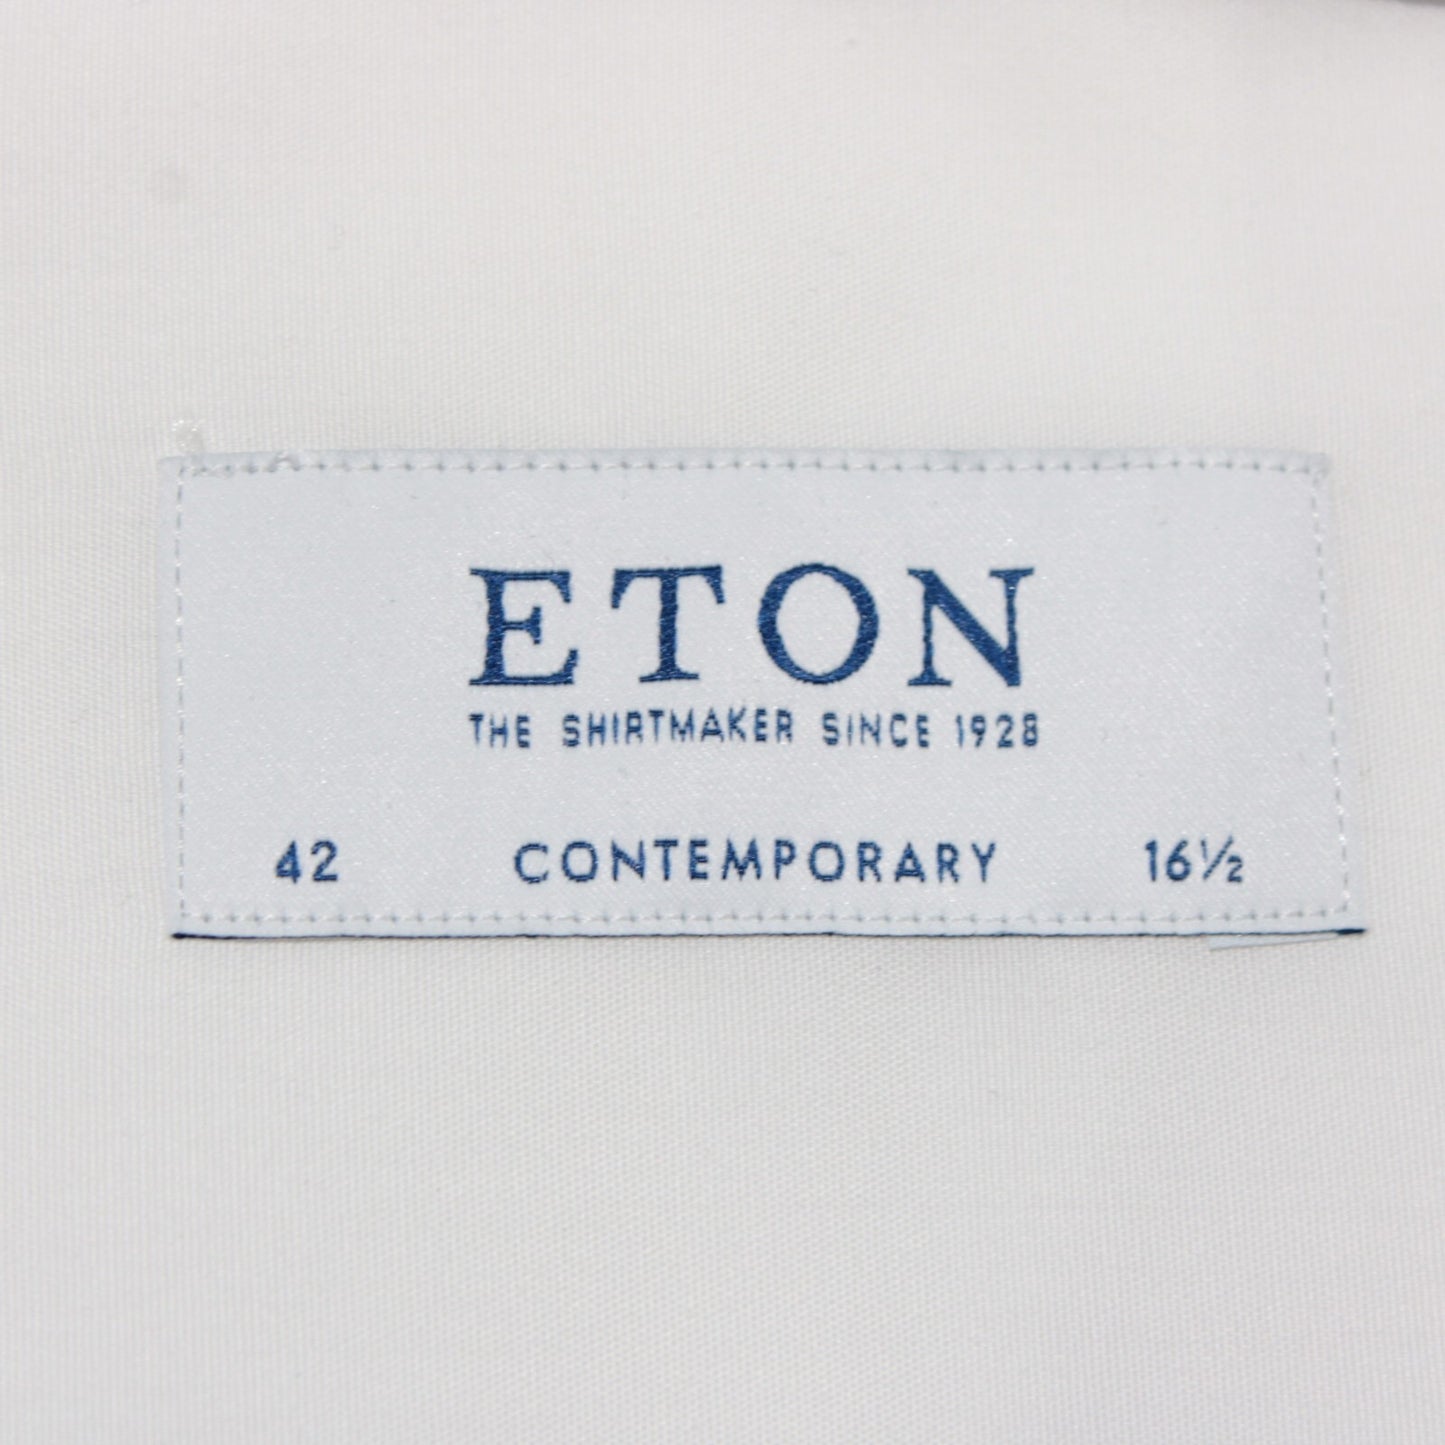 ETON
THE SHIRTMAKER SINCE 1928
42 CONTEMPORARY 16½